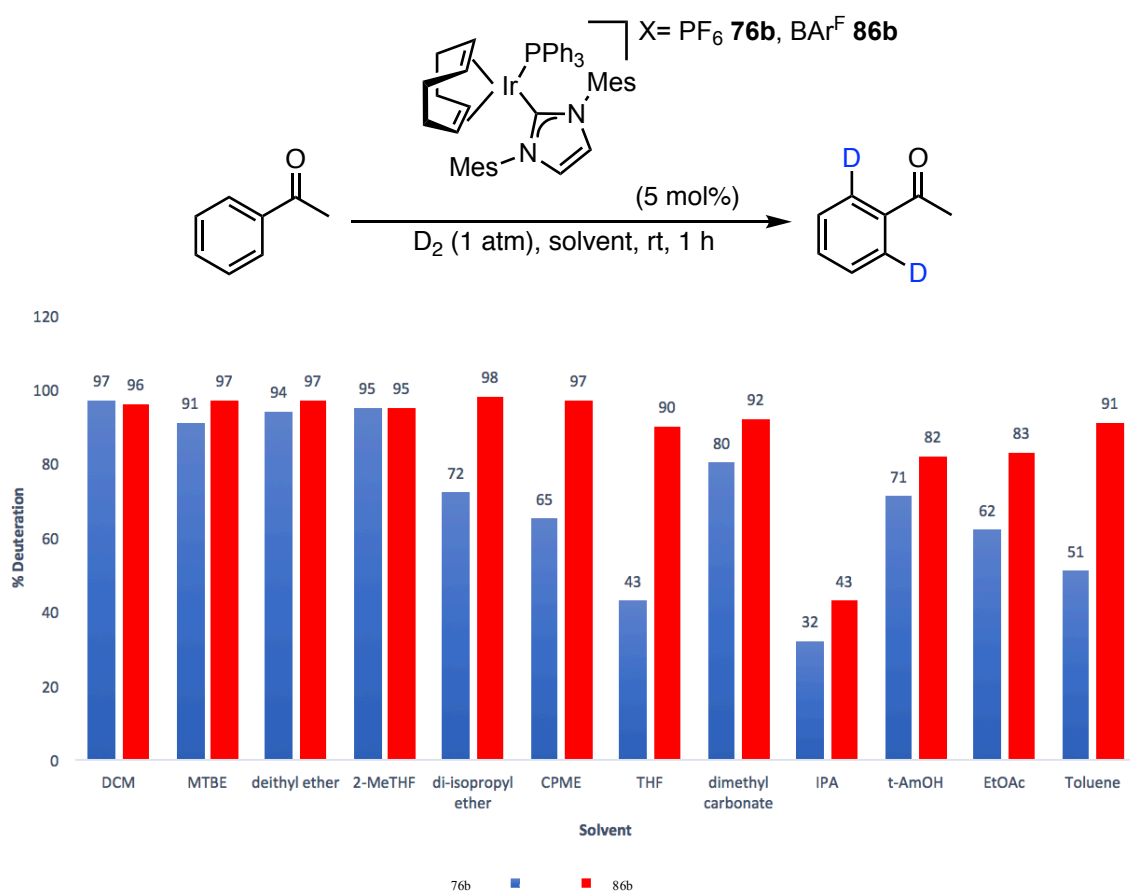 X= PF6 76b, BArF 86b
PPh3
Ir
Mes
N
N
Mes
O
(5 mol%)
D2 (1 atm), solvent, rt, 1 h
D
O
D
120
100
80
60
40
20
0
% Deuteration
97
96
91
97
94
97
95
95
72
98
65
97
43
90
80
92
32
43
71
82
62
83
51
91
DCM
MTBE
deithyl ether
2-MeTHF
di-isopropyl
ether
CPME
THF
dimethyl
carbonate
IPA
t-AmOH
EtOAc
Toluene
Solvent
76b
86b